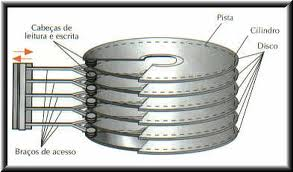 Cabeças de
leitura e escrita
Pista
Cilindro
Disco
Braços de acesso